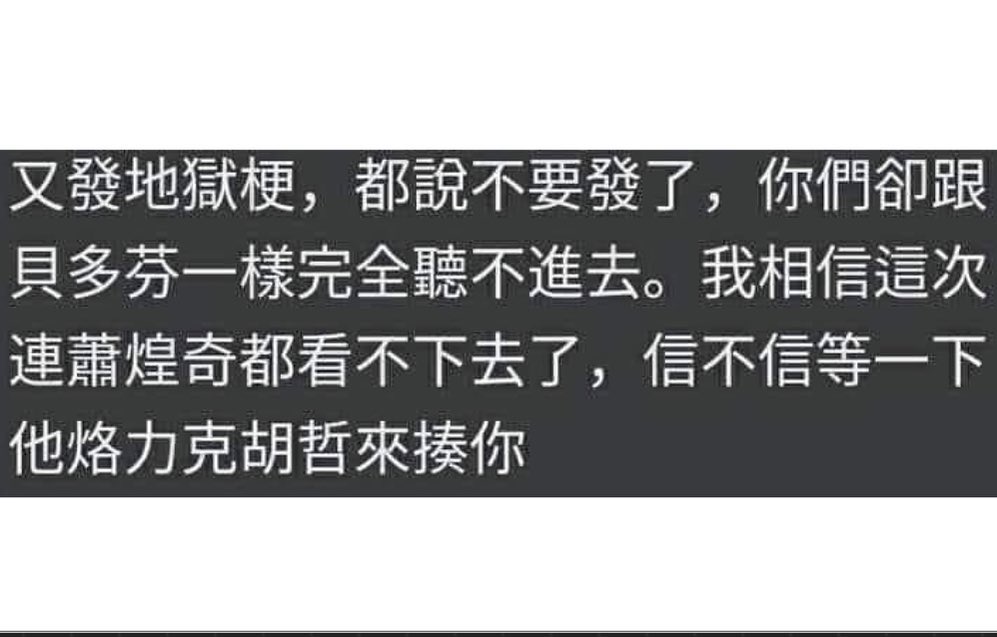 又發地獄梗，都說不要發了，你們卻跟
貝多芬一樣完全聽不進去。我相信這次
連蕭煌奇都看不下去了，信不信等一下
他烙力克胡哲來揍你